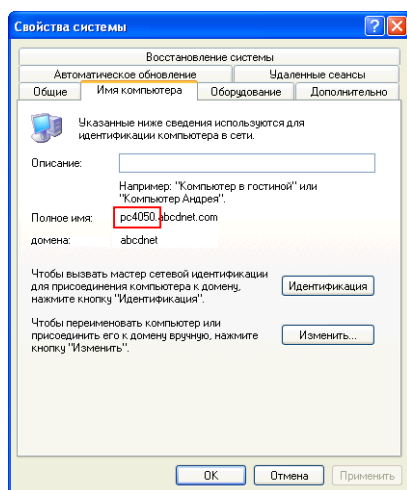 Свойства системы
Восстановление системы
Автоматическое обновление Удаленные сеансы
Общие Имя компьютера Оборудование Дополнительно
Указанные ниже сведения используются для
идентификации компьютера в сети.
Описание:
Например: "Компьютер в гостиной" или
"Компьютер Андрея".
Полное имя: pc4050.abcdnet.com
домена: abcdnet
Чтобы вызвать мастер сетевой идентификации
для присоединения компьютера к домену,
нажмите кнопку "Идентификация".
Идентификация
Чтобы переименовать компьютер или
присоединить его к домену вручную, нажмите
кнопку "Изменить".
Изменить...
OK Отмена Применить